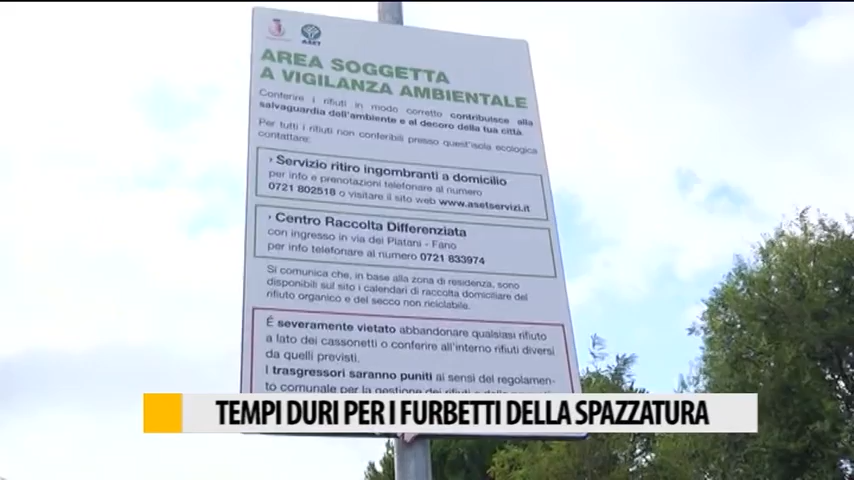 ASET
AREA SOGGETTA
A VIGILANZA AMBIENTALE
Conferire i rifiuti in modo corretto contribuisce alla
salvaguardia dell'ambiente e al decoro della tua città.
Per tutti i rifiuti non conferibili presso quest'isola ecologica
contattare:
› Servizio ritiro ingombranti a domicilio
per info e prenotazioni telefonare al numero
0721 802518 o visitare il sito web www.asetservizi.it
› Centro Raccolta Differenziata
con ingresso in via dei Platani - Fano
per info telefonare al numero 0721 833974
Si comunica che, in base alla zona di residenza, sono
disponibili sul sito i calendari di raccolta domiciliare del
rifiuto organico e del secco non riciclabile.
É severamente vietato abbandonare qualsiasi rifiuto
a lato dei cassonetti o conferire all'interno rifiuti diversi
da quelli previsti.
I trasgressori saranno puniti ai sensi del regolamen-
to comunale per la gestione dei rifiuti
TEMPI DURI PER I FURBETTI DELLA SPAZZATURA